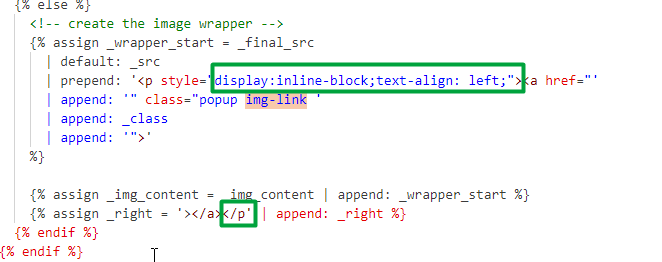 {% else %}
<!-- create the image wrapper -->
{% assign _wrapper_start = _final_src
| default: _src
| prepend: '<p style="display:inline-block;text-align: left;"><a href="'
| append: '" class="popup img-link '
| append: _class
| append: '">'
%}
{% assign _img_content = _img_content | append: _wrapper_start %}
{% assign _right = '></a></p' | append: _right %}
{% endif %}
{% endif %}